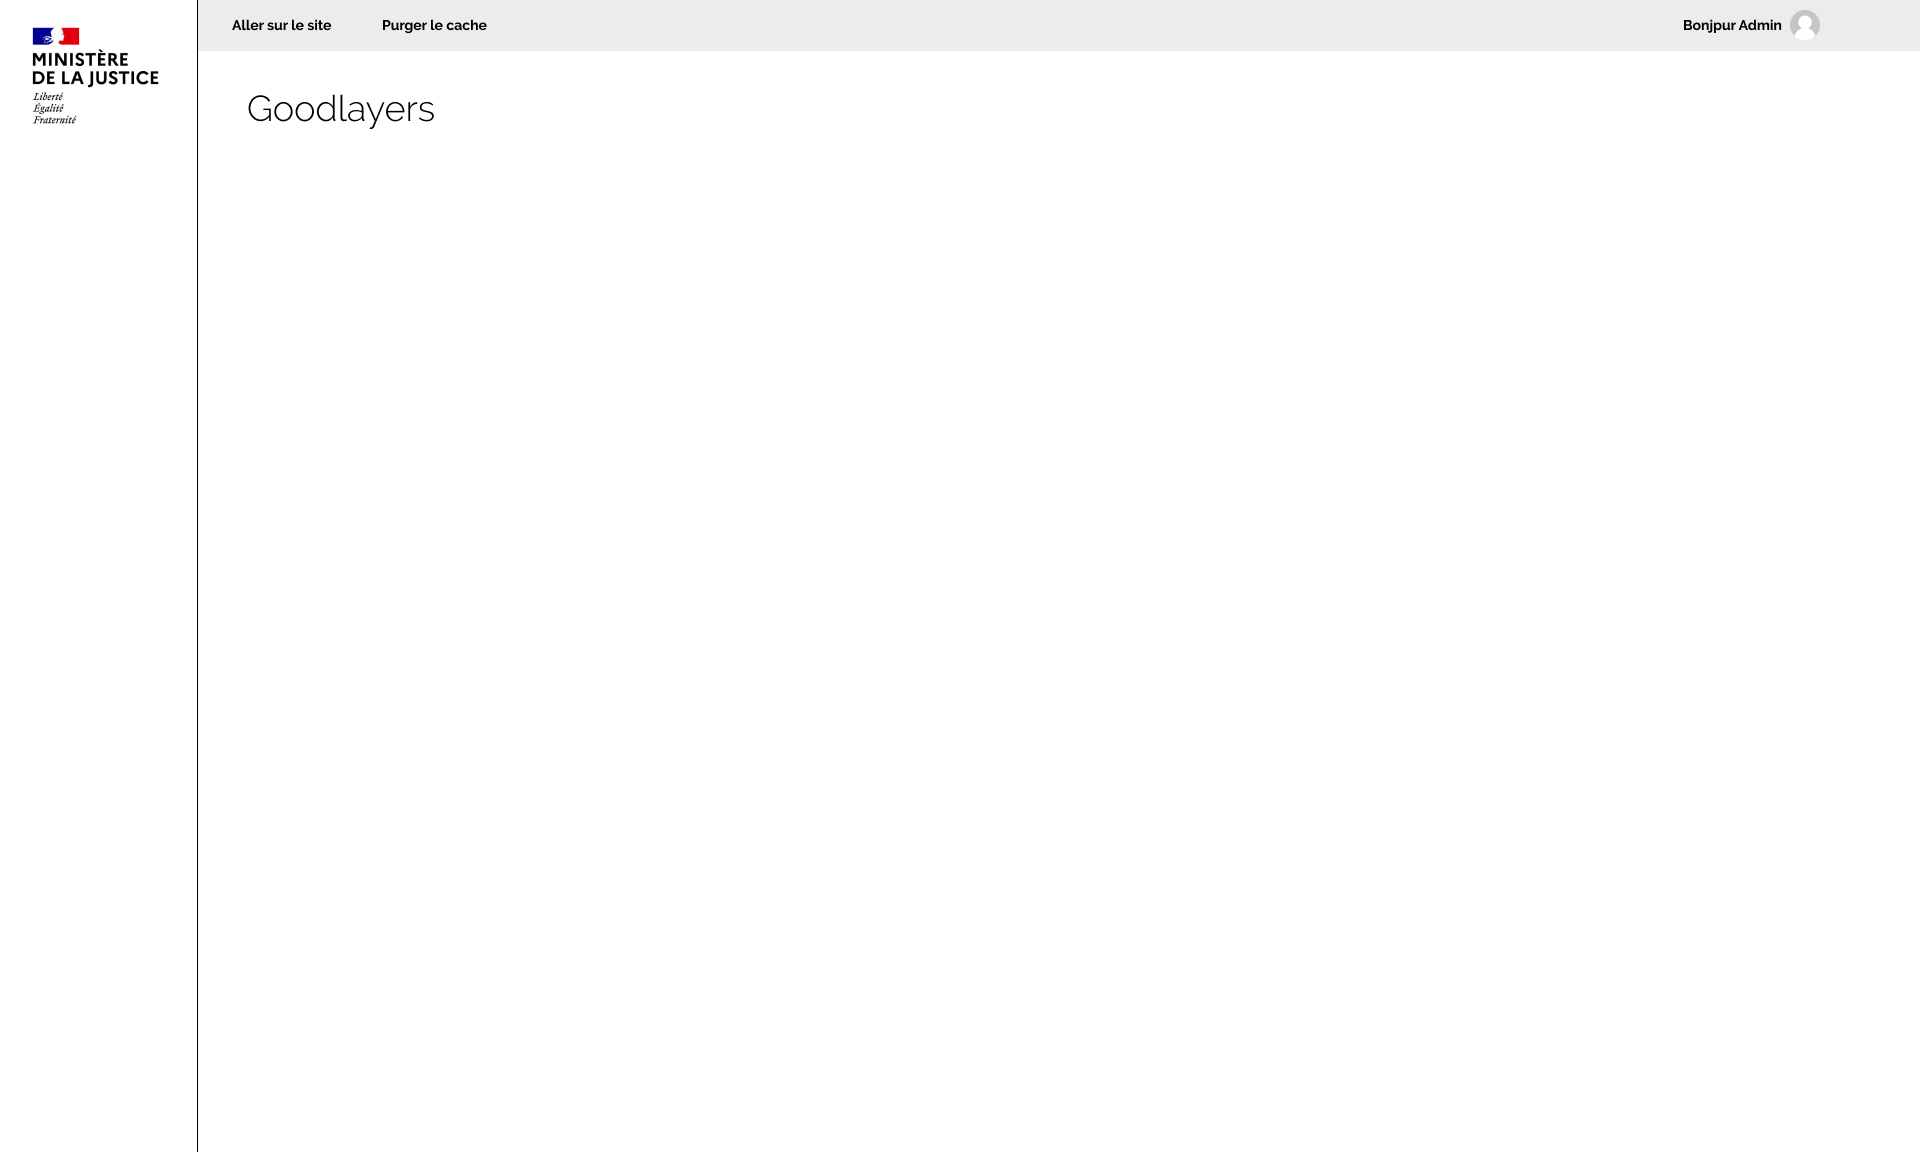 MINISTÈRE
DE LA JUSTICE
Liberté
Égalité
Fraternité
Aller sur le site
Purger le cache
Bonjpur Admin
Goodlayers